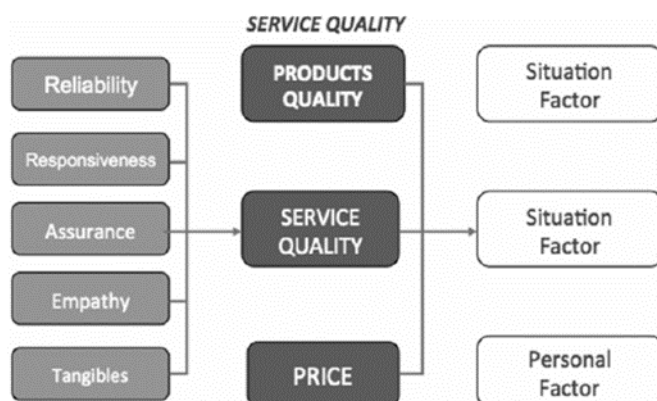 SERVICE QUALITY
Reliability
Responsiveness
Assurance
Empathy
Tangibles
PRODUCTS
QUALITY
SERVICE
QUALITY
PRICE
Situation
Factor
Situation
Factor
Personal
Factor